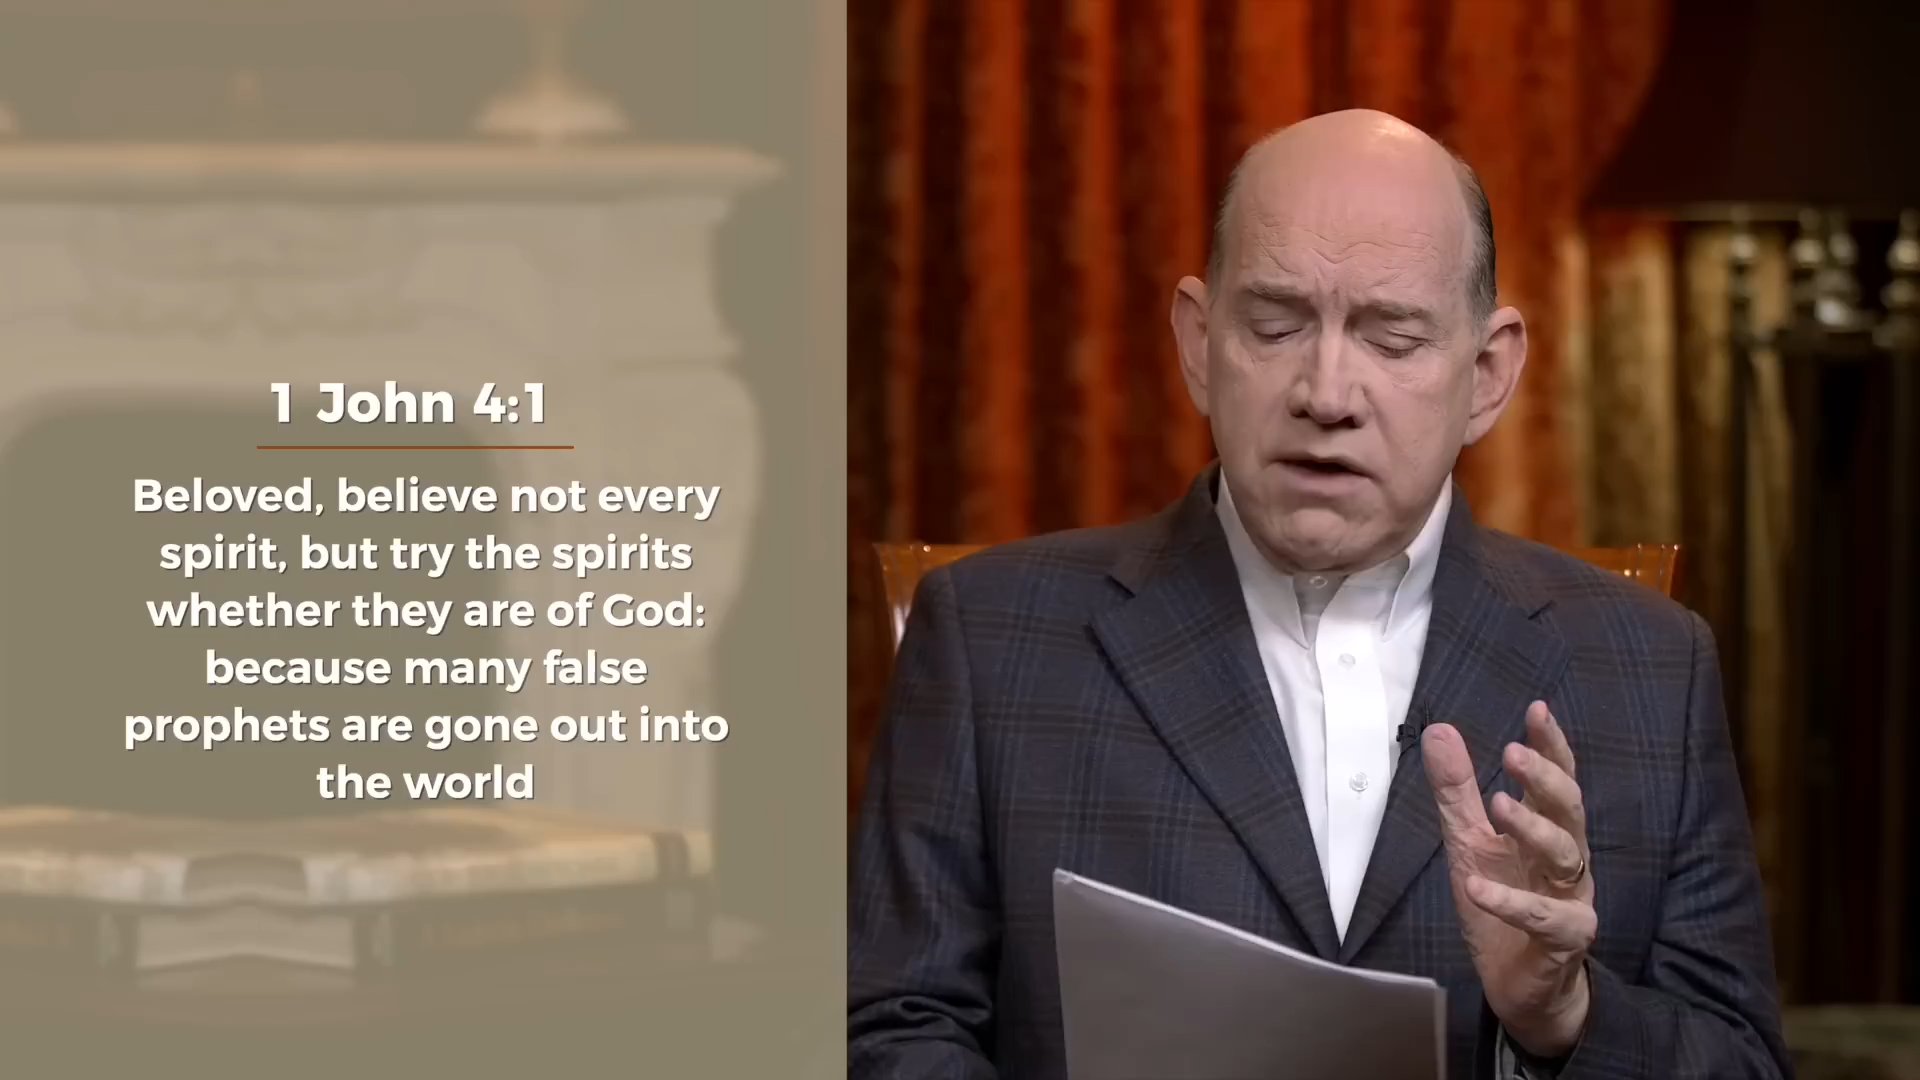 1 John 4:1
Beloved, believe not every
spirit, but try the spirits
whether they are of God:
because many false
prophets are gone out into
the world